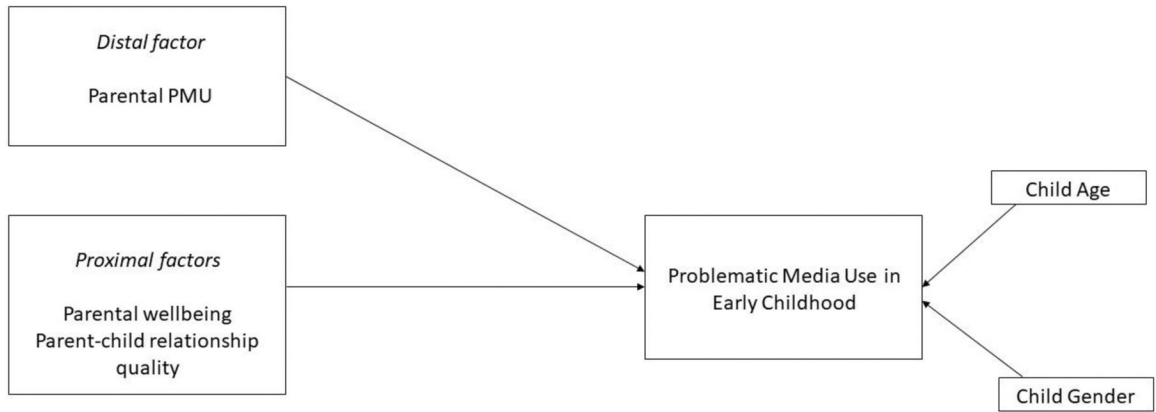 Distal factor
Parental PMU
Proximal factors
Parental wellbeing
Parent-child relationship
quality
Problematic Media Use in
Early Childhood
Child Age
Child Gender